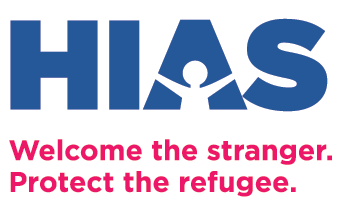 HIAS
Welcome the stranger.
Protect the refugee.